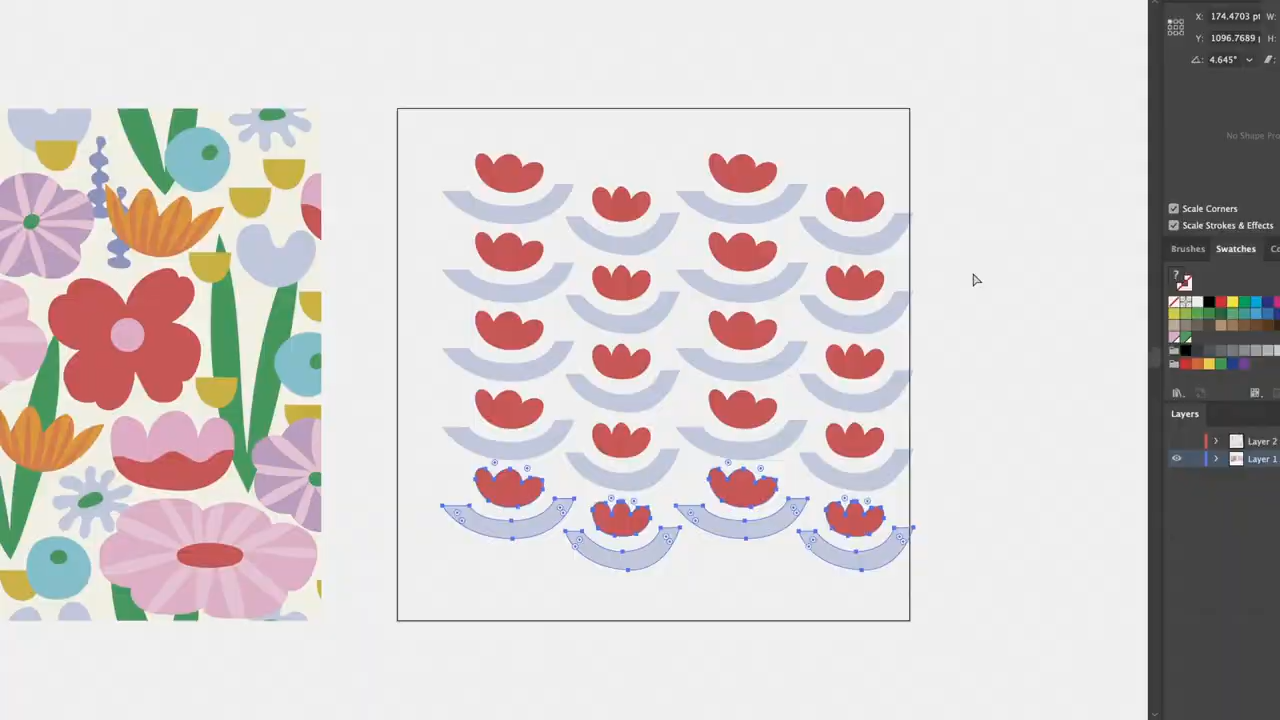 X: 174.4703 pt W:
Y: 1096.7689 H:
4.645°
No Shape Pro
Scale Corners
Scale Strokes & Effects
Brushes Swatches Co
?
Layers
Layer 2
Layer 1